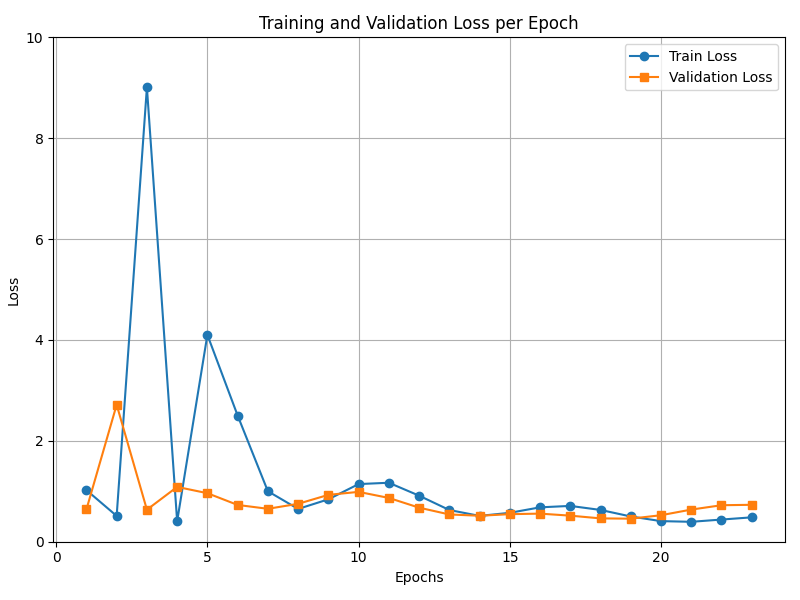 Training and Validation Loss per Epoch
Train Loss
Validation Loss
10
8
6
4
2
0
Loss
0 5 10 15 20
Epochs